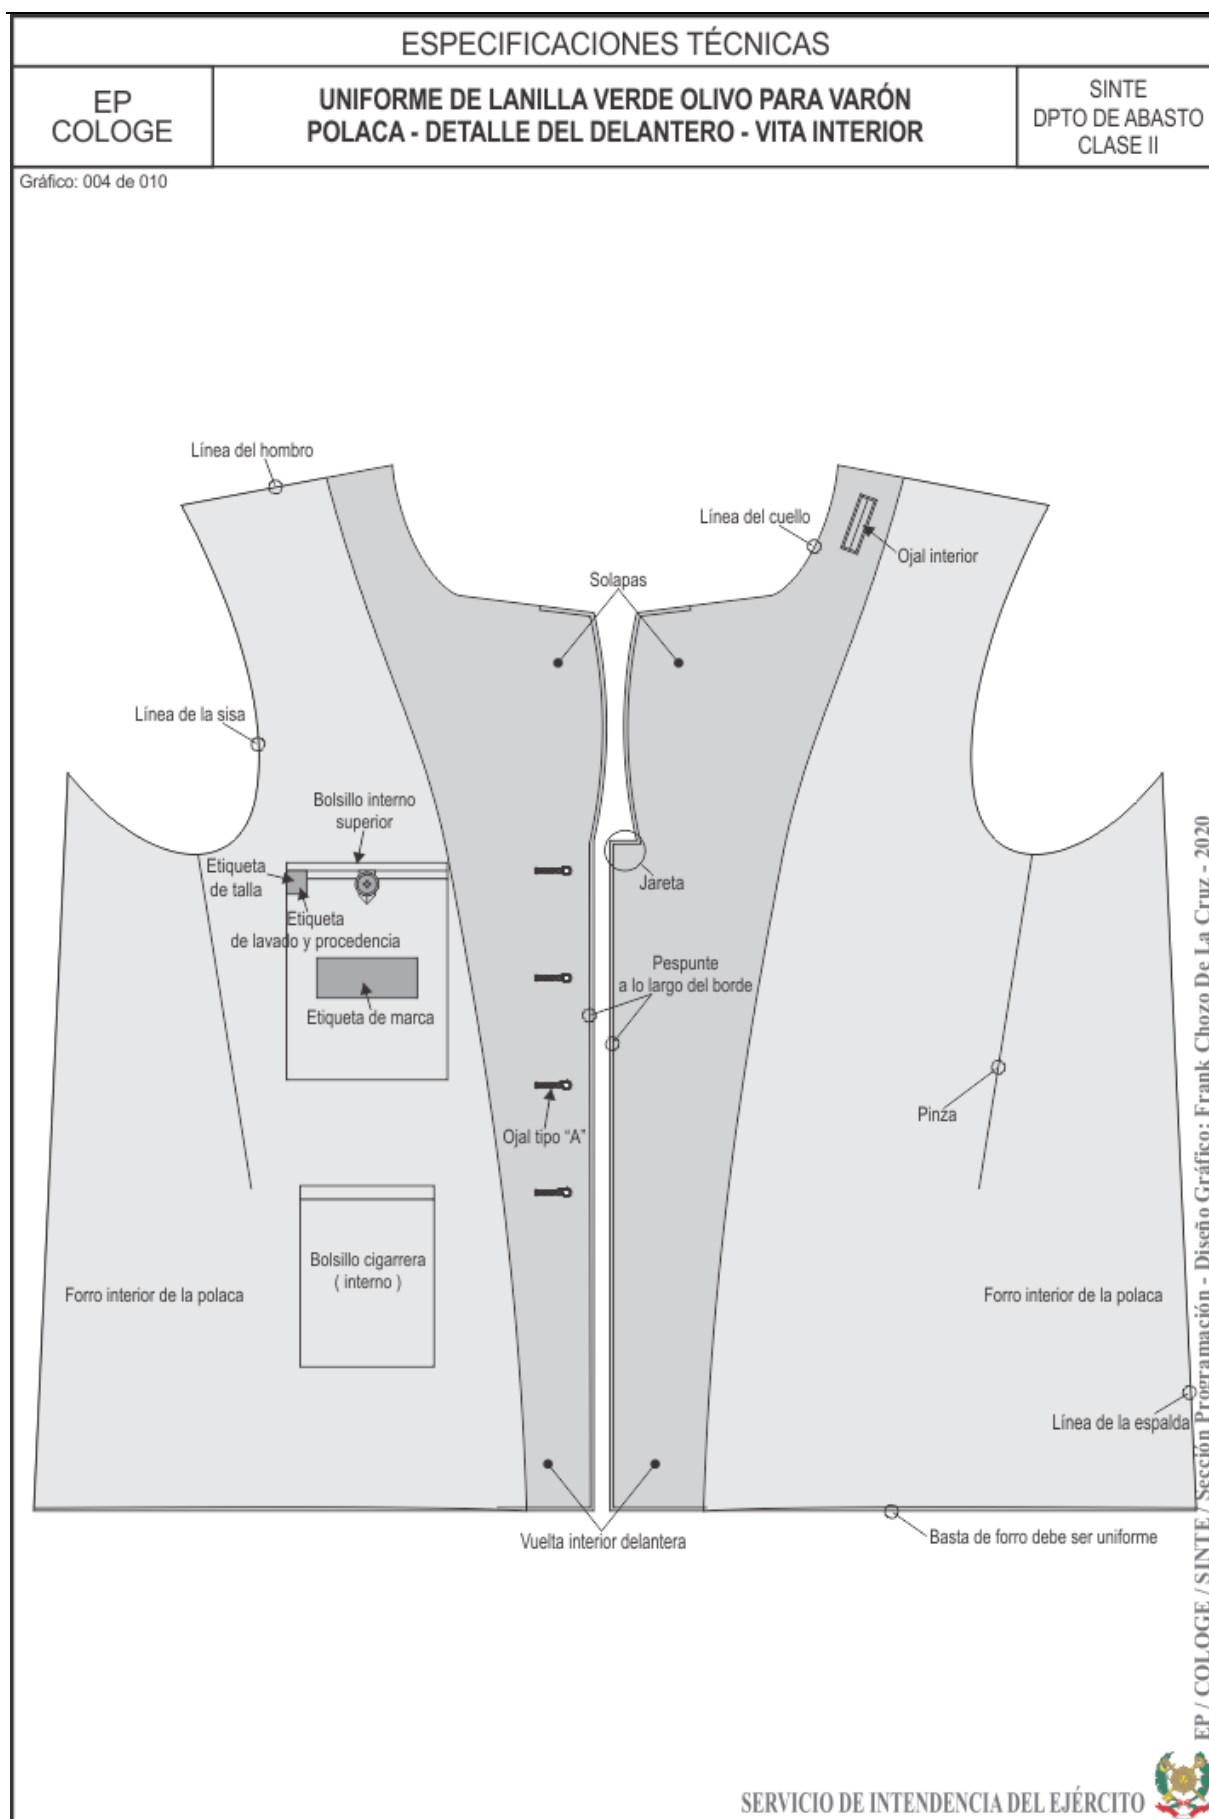 ESPECIFICACIONES TÉCNICAS
EP
COLOGE
UNIFORME DE LANILLA VERDE OLIVO PARA VARÓN
POLACA - DETALLE DEL DELANTERO - VITA INTERIOR
SINTE
DPTO DE ABASTO
CLASE II
Gráfico: 004 de 010
Línea del hombro
Línea del cuello
Ojal interior
Solapas
Línea de la sisa
Bolsillo interno
superior
Etiqueta
de talla
Jareta
Etiqueta
de lavado y procedencia
Pespunte
a lo largo del borde
Etiqueta de marca
Pinza
Ojal tipo “A”
Bolsillo cigarrera
( interno )
Forro interior de la polaca
Forro interior de la polaca
Línea de la espalda
Vuelta interior delantera
Basta de forro debe ser uniforme
EP / COLOGE / SINTE / Sección Programación - Diseño Gráfico: Frank Chozo De La Cruz - 2020
SERVICIO DE INTENDENCIA DEL EJÉRCITO